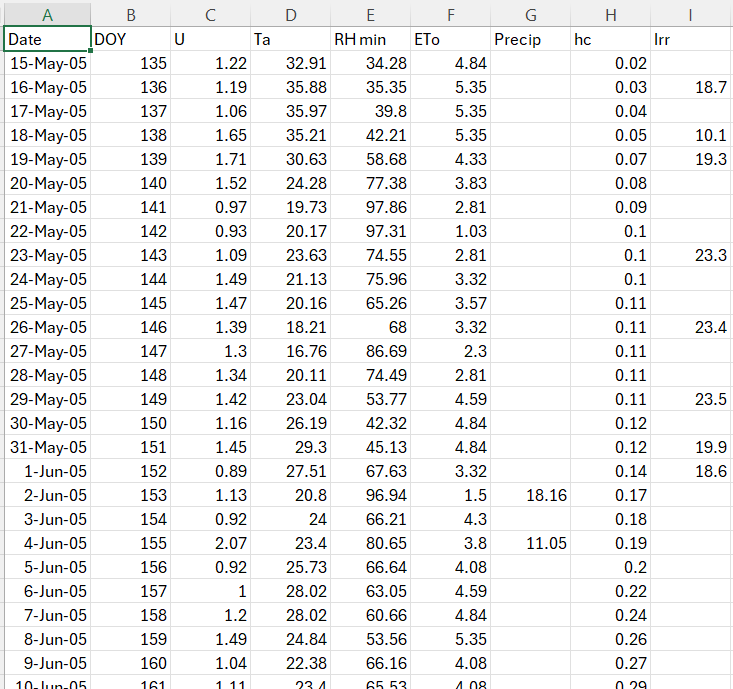 A B C D E F G H I
Date DOY U Ta RH min ETo Precip hc Irr
15-May-05 135 1.22 32.91 34.28 4.84 0.02
16-May-05 136 1.19 35.88 35.35 5.35 0.03 18.7
17-May-05 137 1.06 35.97 39.8 5.35 0.04
18-May-05 138 1.65 35.21 42.21 5.35 0.05 10.1
19-May-05 139 1.71 30.63 58.68 4.33 0.07 19.3
20-May-05 140 1.52 24.28 77.38 3.83 0.08
21-May-05 141 0.97 19.73 97.86 2.81 0.09
22-May-05 142 0.93 20.17 97.31 1.03 0.1
23-May-05 143 1.09 23.63 74.55 2.81 0.1 23.3
24-May-05 144 1.49 21.13 75.96 3.32 0.1
25-May-05 145 1.47 20.16 65.26 3.57 0.11
26-May-05 146 1.39 18.21 68 3.32 0.11 23.4
27-May-05 147 1.3 16.76 86.69 2.3 0.11
28-May-05 148 1.34 20.11 74.49 2.81 0.11
29-May-05 149 1.42 23.04 53.77 4.59 0.11 23.5
30-May-05 150 1.16 26.19 42.32 4.84 0.12
31-May-05 151 1.45 29.3 45.13 4.84 0.12 19.9
1-Jun-05 152 0.89 27.51 67.63 3.32 0.14 18.6
2-Jun-05 153 1.13 20.8 96.94 1.5 18.16 0.17
3-Jun-05 154 0.92 24 66.21 4.3 0.18
4-Jun-05 155 2.07 23.4 80.65 3.8 11.05 0.19
5-Jun-05 156 0.92 25.73 66.64 4.08 0.2
6-Jun-05 157 1 28.02 63.05 4.59 0.22
7-Jun-05 158 1.2 28.02 60.66 4.84 0.24
8-Jun-05 159 1.49 24.84 53.56 5.35 0.26
9-Jun-05 160 1.04 22.38 66.16 4.08 0.27
10-Jun-05 161 1.11 23.4 65.53 4.08 0.29